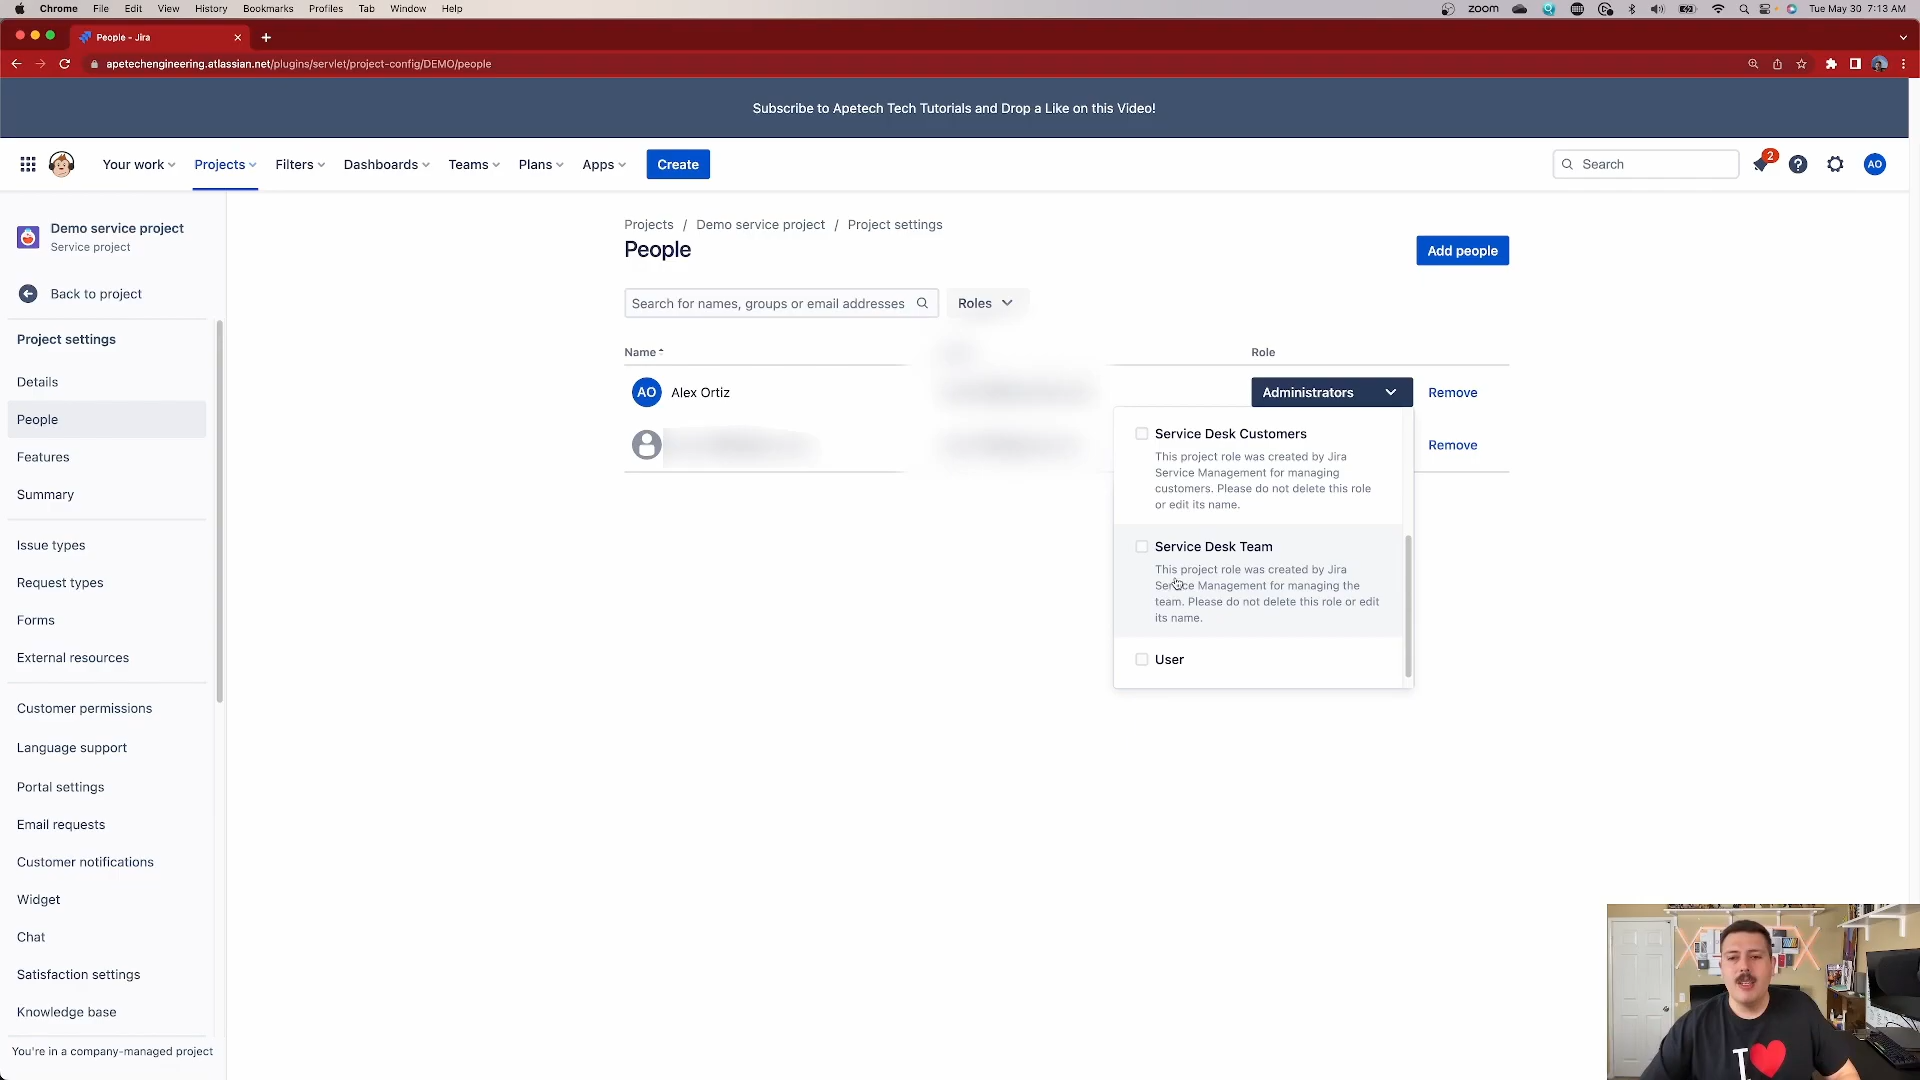 Chrome File Edit View History Bookmarks Profiles Tab Window Help
zoom
Tue May 30 7:13 AM
People - Jira
apetechengineering.atlassian.net/plugins/servlet/project-config/DEMO/people
Subscribe to Apetech Tech Tutorials and Drop a Like on this Video!
Your work Projects Filters Dashboards Teams Plans Apps Create
Search
2
AO
Demo service project
Service project
Back to project
Project settings
Details
People
Features
Summary
Issue types
Request types
Forms
External resources
Customer permissions
Language support
Portal settings
Email requests
Customer notifications
Widget
Chat
Satisfaction settings
Knowledge base
You're in a company-managed project
Projects / Demo service project / Project settings
People
Add people
Search for names, groups or email addresses
Roles
Name
Role
AO Alex Ortiz
Administrators
Remove
Remove
Service Desk Customers
This project role was created by Jira
Service Management for managing
customers. Please do not delete this role
or edit its name.
Service Desk Team
This project role was created by Jira
Service Management for managing the
team. Please do not delete this role or edit
its name.
User
I